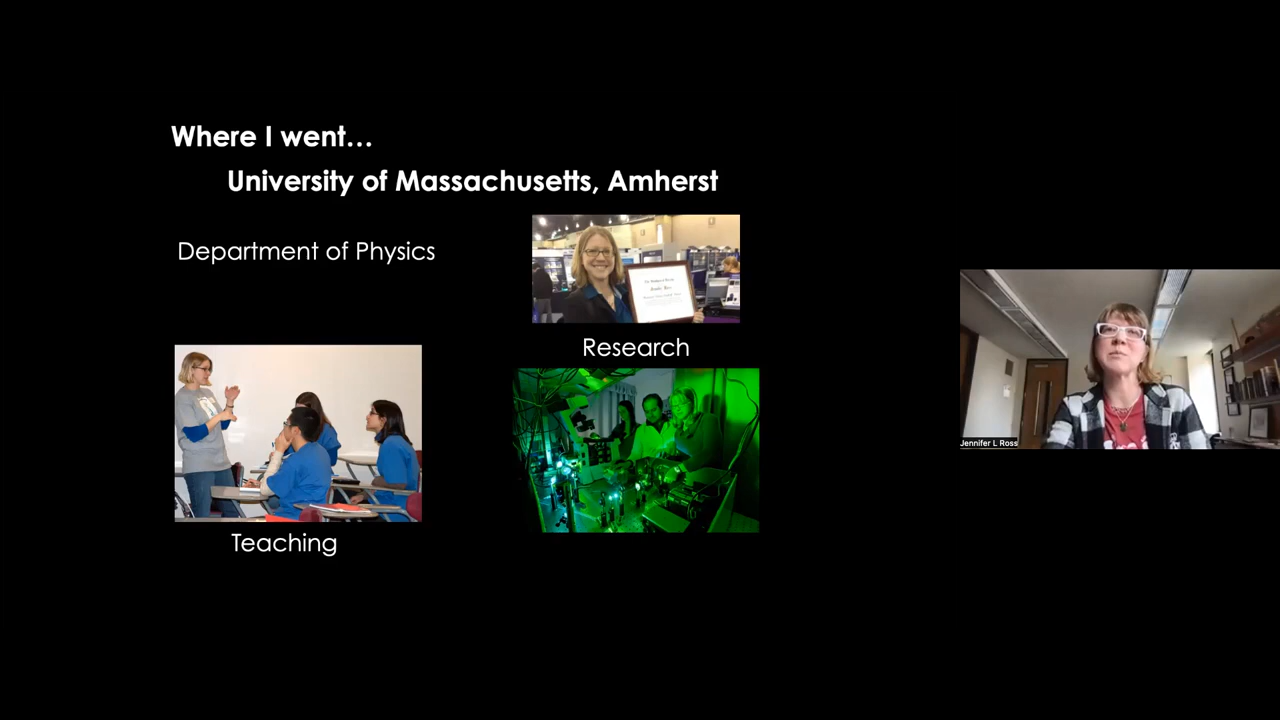 Where I went...
University of Massachusetts, Amherst
Department of Physics
Research
Teaching
Jennifer L Ross